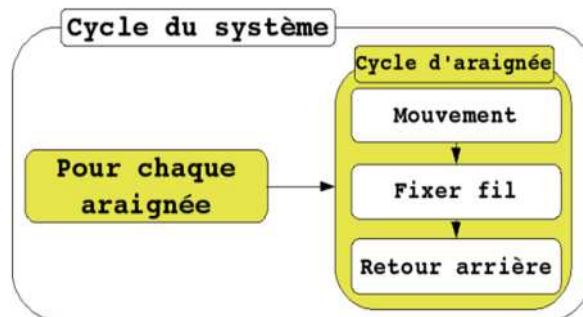 Cycle du système
Cycle d'araignée
Mouvement
Pour chaque
araignée
Fixer fil
Retour arrière